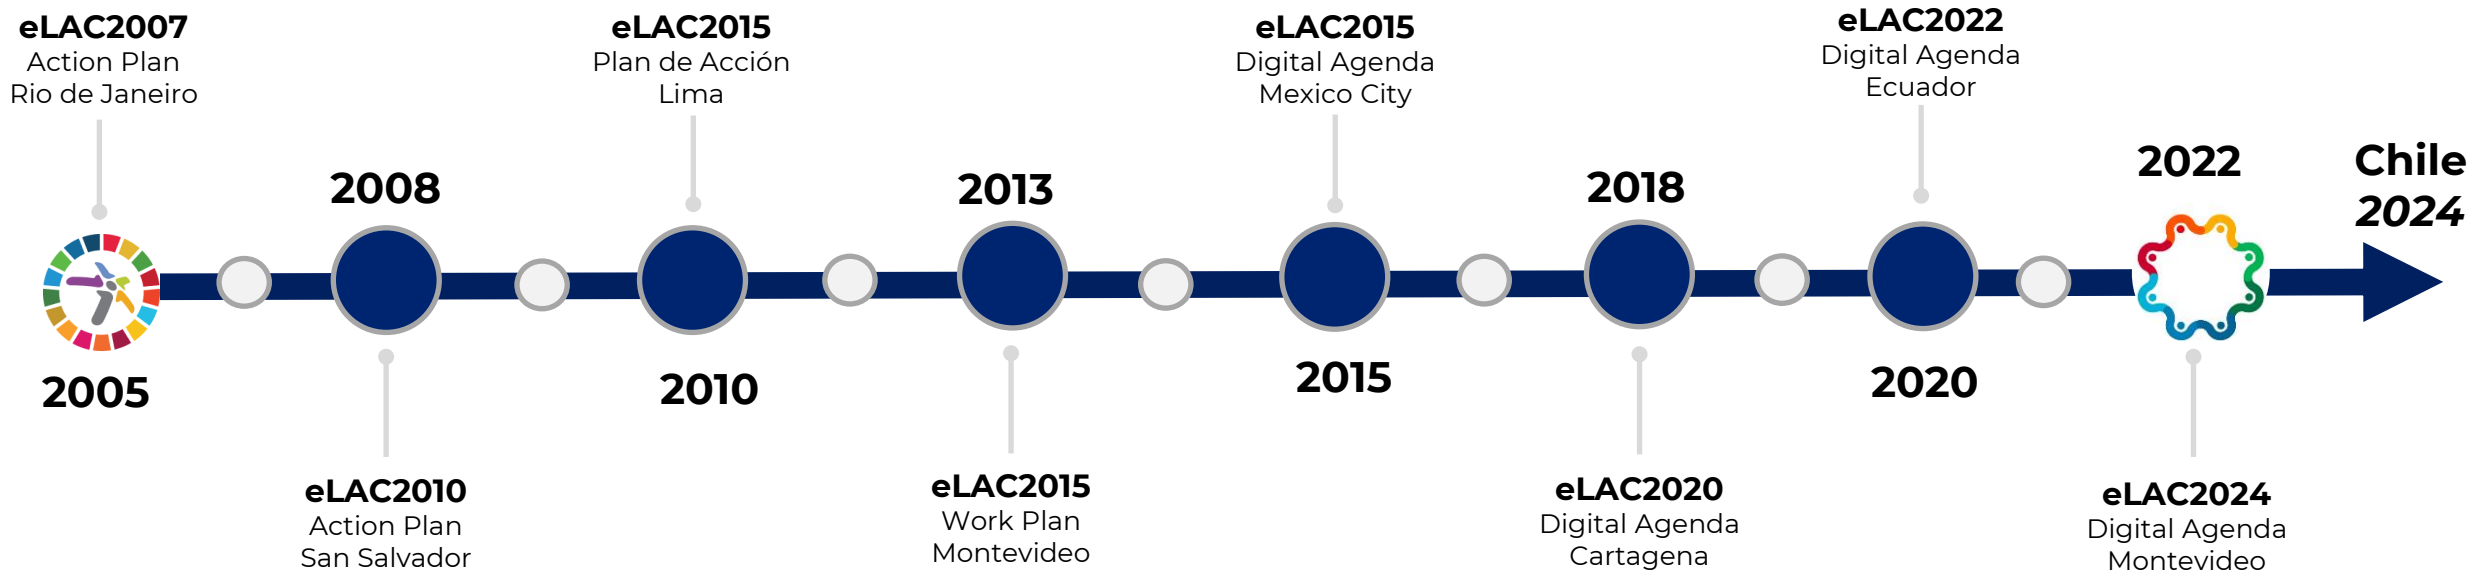 eLAC2007
Action Plan
Rio de Janeiro
2005
2008
eLAC2010
Action Plan
San Salvador
eLAC2015
Plan de Acción
Lima
2010
2013
eLAC2015
Work Plan
Montevideo
eLAC2015
Digital Agenda
Mexico City
2015
2018
eLAC2020
Digital Agenda
Cartagena
eLAC2022
Digital Agenda
Ecuador
2020
2022
eLAC2024
Digital Agenda
Montevideo
Chile
2024